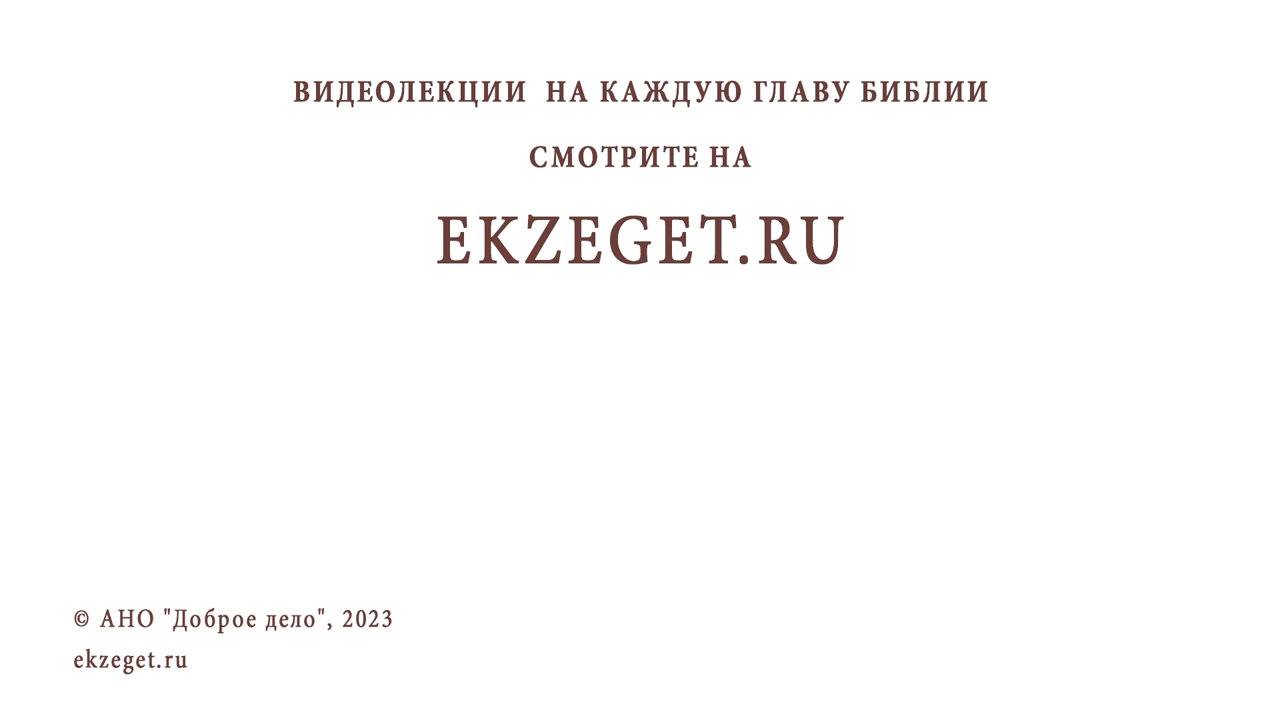 ВИДЕОЛЕКЦИИ НА КАЖДУЮ ГЛАВУ БИБЛИИ
СМОТРИТЕ НА
EKZEGET.RU
© АНО "Доброе дело", 2023
ekzeget.ru